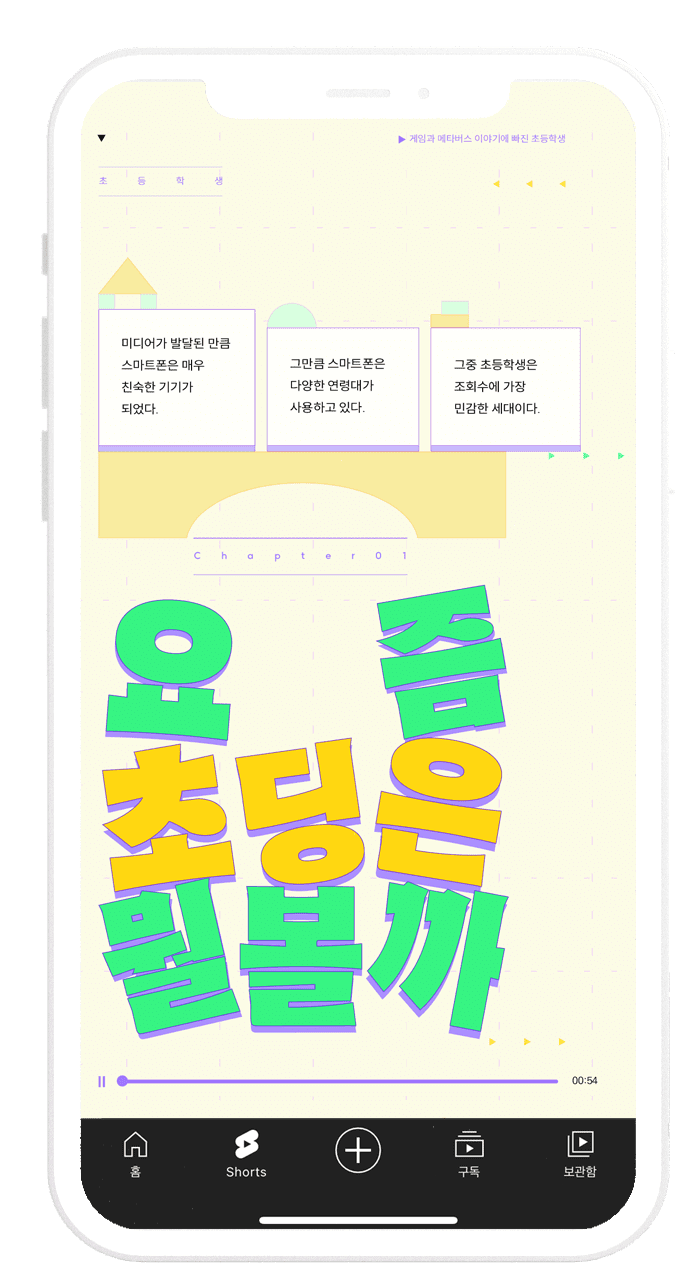 ▶ 게임과 메타버스 이야기에 빠진 초등학생
초 등 학 생
미디어가 발달된 만큼
스마트폰은 매우
친숙한 기기가
되었다.
그만큼 스마트폰은
다양한 연령대가
사용하고 있다.
그중 초등학생은
조회수에 가장
민감한 세대이다.
Chapter01
요 즘
초딩은
뭘볼까
00:54
홈
Shorts
구독
보관함